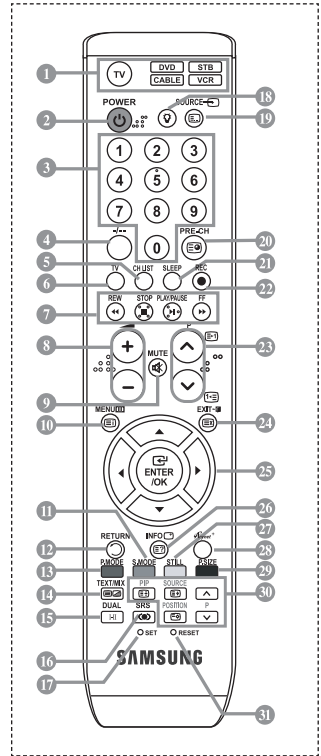 1 TV DVD STB
CABLE VCR
POWER SOURCE 18
2 19
3 1 2 3
4 5 6
7 8 9
4 -/-- 0 PRE-CH 20
5 TV CH LIST SLEEP REC 21
6 22
7 REW STOP PLAY/PAUSE FF
8 + P 23
9 MUTE
−
10 MENU EXIT 24
ENTER
/OK 25
11 26
12 RETURN INFO 27
28
13 P.MODE S.MODE STILL P.SIZE 29
14 TEXT/MIX PIP SOURCE 30
15 DUAL I-II SRS POSITION P
16
17 SET RESET
SAMSUNG
31